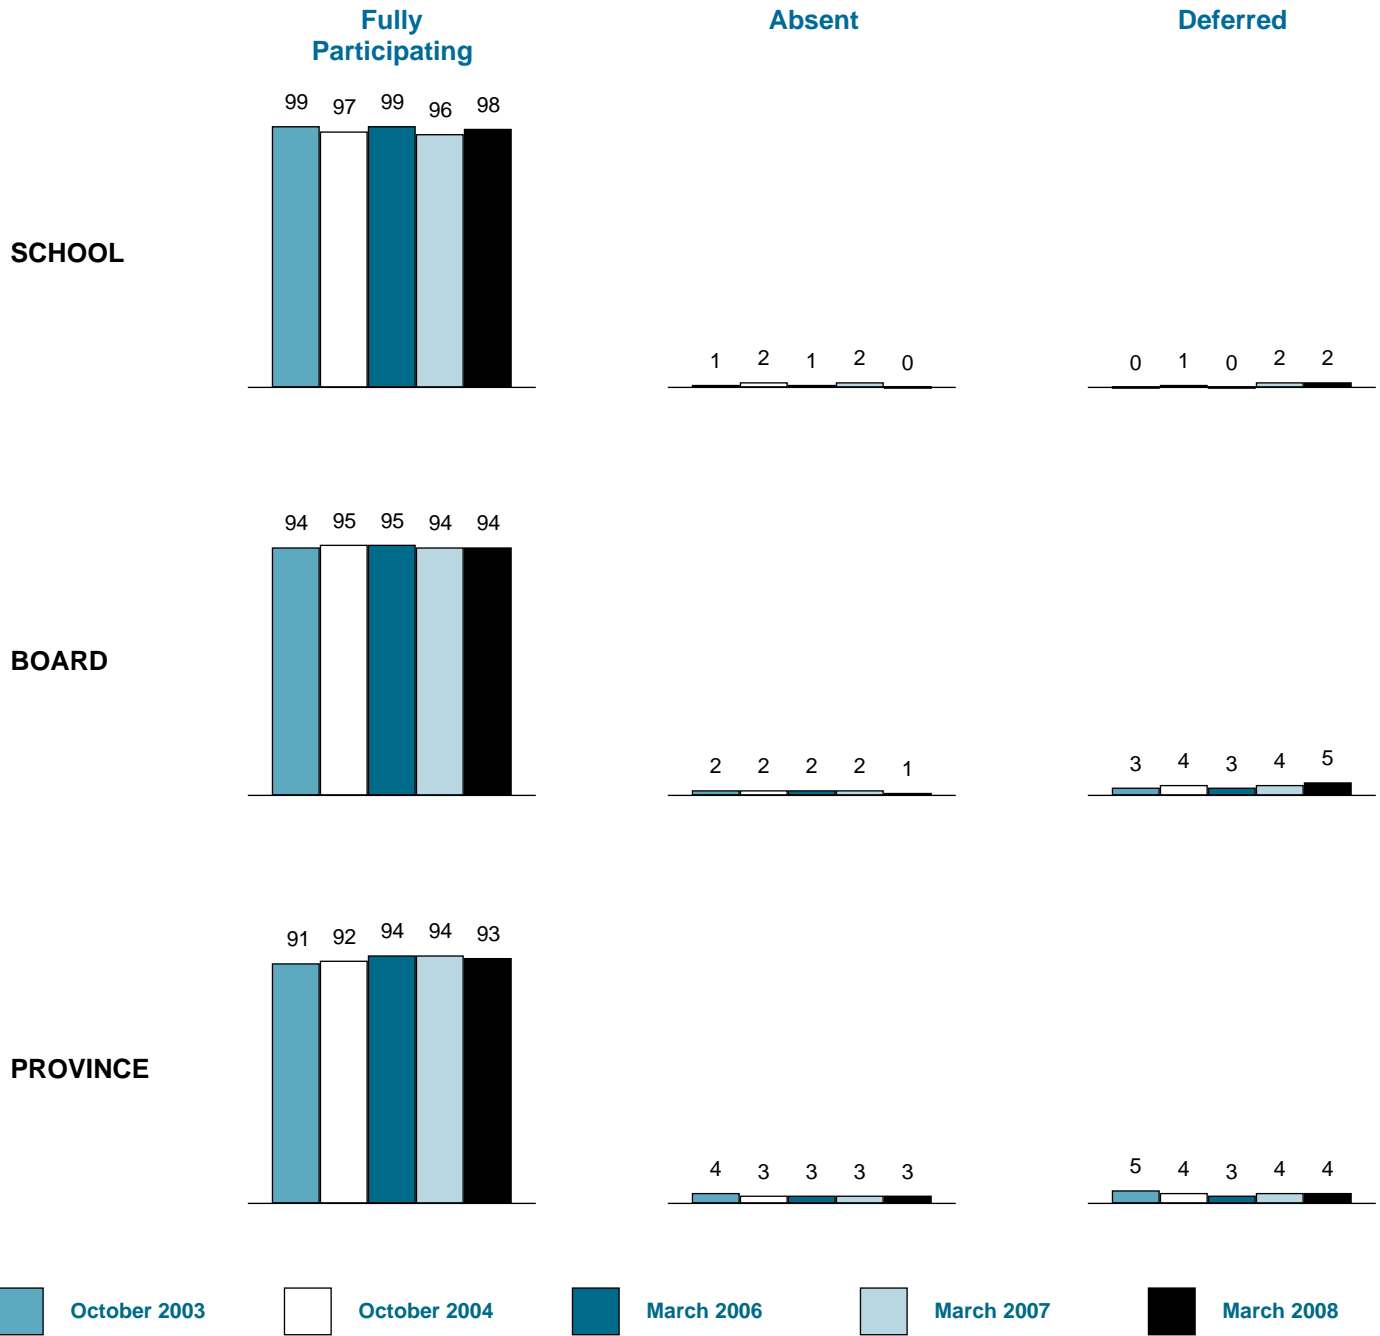 Fully
Participating
Absent
Deferred
99 97 99 96 98
SCHOOL
1 2 1 2 0
0 1 0 2 2
94 95 95 94 94
BOARD
2 2 2 2 1
3 4 3 4 5
91 92 94 94 93
PROVINCE
4 3 3 3 3
5 4 3 4 4
October 2003
October 2004
March 2006
March 2007
March 2008